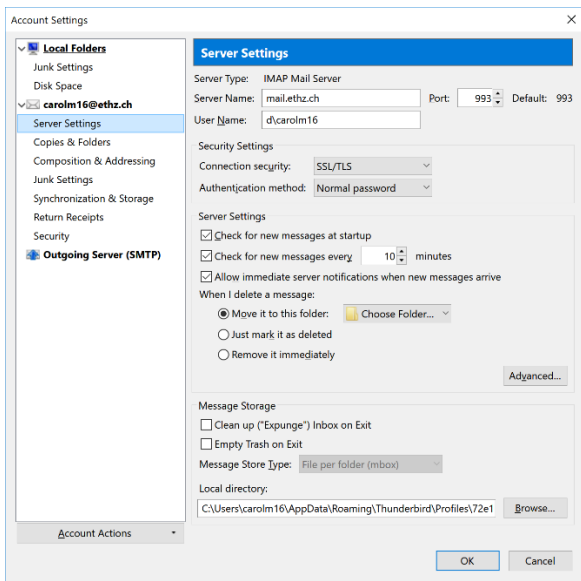 Account Settings
Local Folders
Junk Settings
Disk Space
carolm16@ethz.ch
Server Settings
Copies & Folders
Composition & Addressing
Junk Settings
Synchronization & Storage
Return Receipts
Security
Outgoing Server (SMTP)
Account Actions
Server Settings
Server Type: IMAP Mail Server
Server Name: mail.ethz.ch Port: 993 Default: 993
User Name: d\carolm16
Security Settings
Connection security: SSL/TLS
Authentication method: Normal password
Server Settings
Check for new messages at startup
Check for new messages every 10 minutes
Allow immediate server notifications when new messages arrive
When I delete a message:
Move it to this folder: Choose Folder...
Just mark it as deleted
Remove it immediately
Advanced...
Message Storage
Clean up ("Expunge") Inbox on Exit
Empty Trash on Exit
Message Store Type: File per folder (mbox)
Local directory:
C:\Users\carolm16\AppData\Roaming\Thunderbird\Profiles\72e1 Browse...
OK Cancel